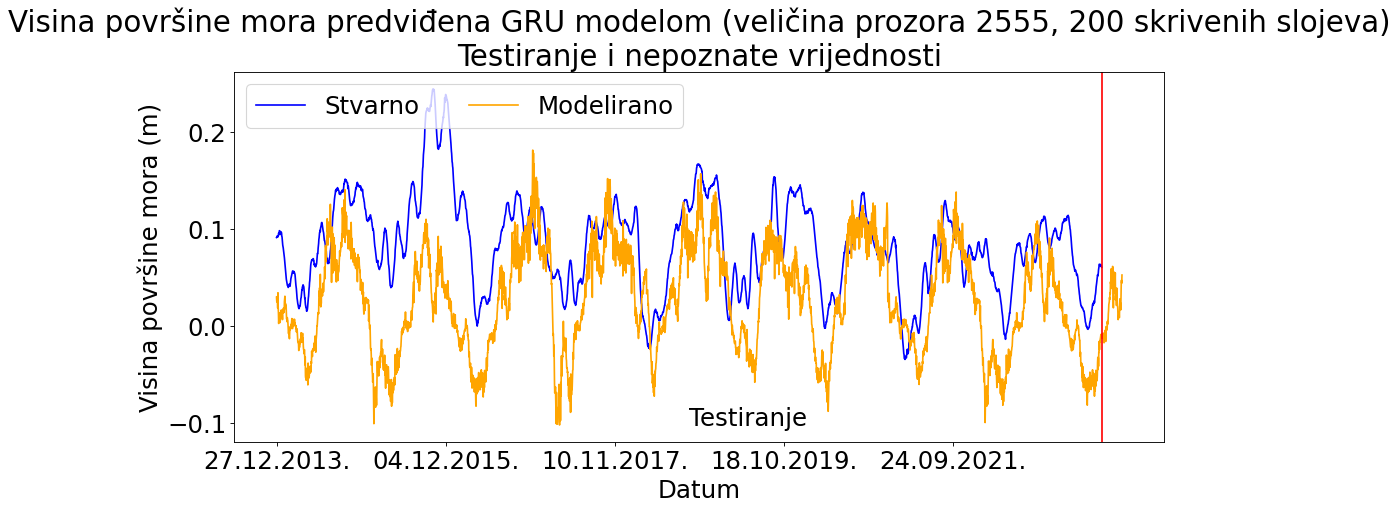 Visina površine mora predviđena GRU modelom (veličina prozora 2555, 200 skrivenih slojeva)
Testiranje i nepoznate vrijednosti
Stvarno
Modelirano
Visina površine mora (m)
0.2
0.1
0.0
−0.1
Testiranje
27.12.2013. 04.12.2015. 10.11.2017. 18.10.2019. 24.09.2021.
Datum